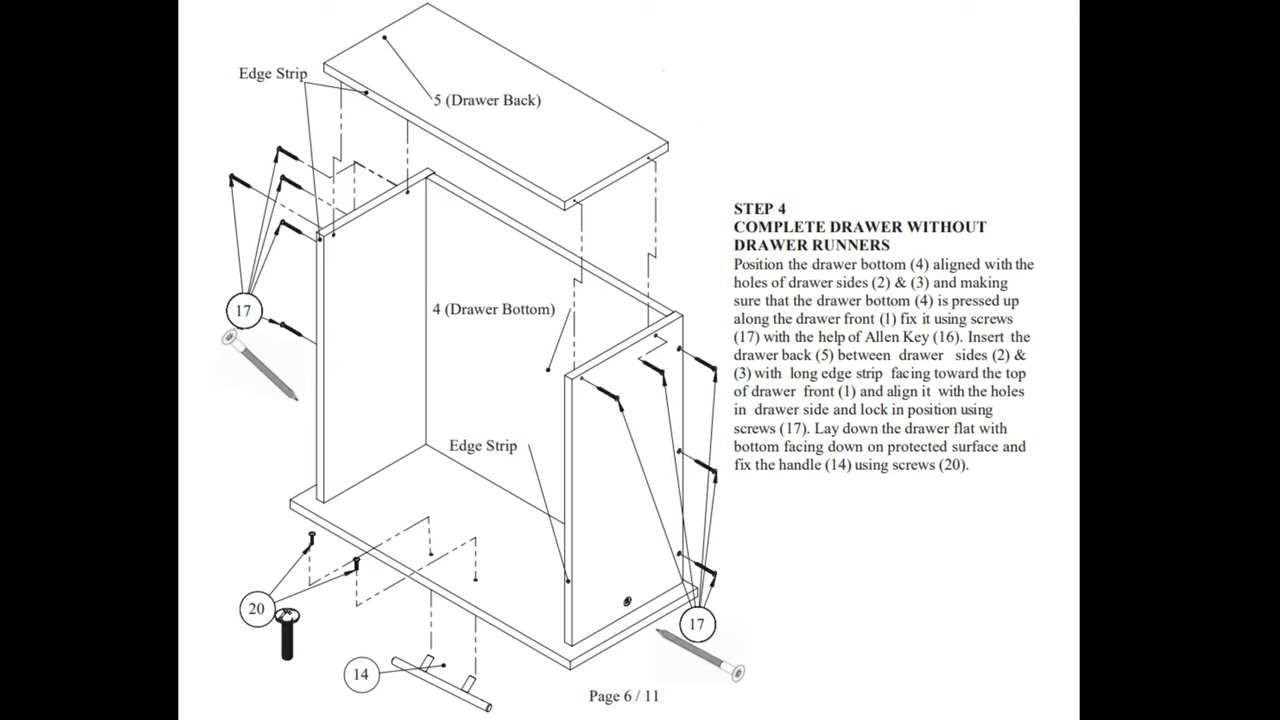 Edge Strip
5 (Drawer Back)
17
4 (Drawer Bottom)
Edge Strip
20
14
17
STEP 4
COMPLETE DRAWER WITHOUT
DRAWER RUNNERS
Position the drawer bottom (4) aligned with the
holes of drawer sides (2) & (3) and making
sure that the drawer bottom (4) is pressed up
along the drawer front (1) fix it using screws
(17) with the help of Allen Key (16). Insert the
drawer back (5) between drawer sides (2) &
(3) with long edge strip facing toward the top
of drawer front (1) and align it with the holes
in drawer side and lock in position using
screws (17). Lay down the drawer flat with
bottom facing down on protected surface and
fix the handle (14) using screws (20).
Page 6 / 11